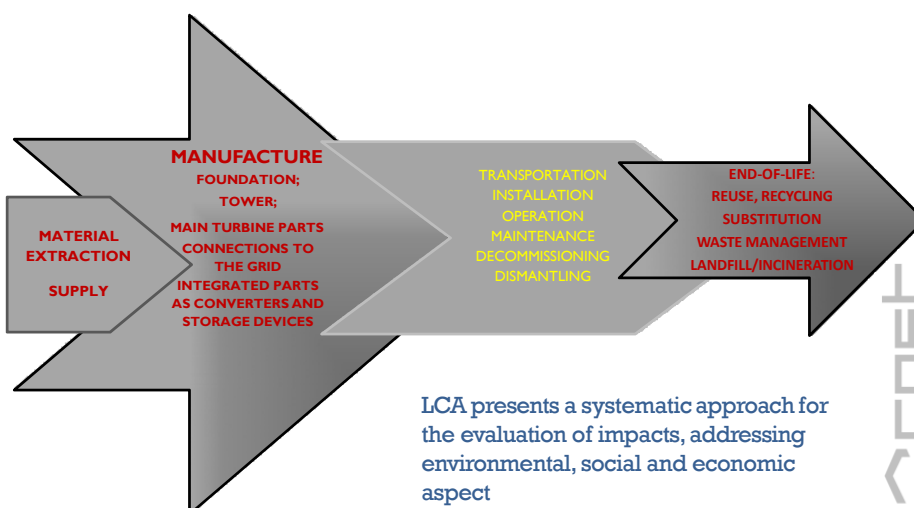 MATERIAL
EXTRACTION
SUPPLY
MANUFACTURE
FOUNDATION;
TOWER;
MAIN TURBINE PARTS
CONNECTIONS TO
THE GRID
INTEGRATED PARTS
AS CONVERTERS AND
STORAGE DEVICES
TRANSPORTATION
INSTALLATION
OPERATION
MAINTENANCE
DECOMMISSIONING
DISMANTLING
END-OF-LIFE:
REUSE, RECYCLING
SUBSTITUTION
WASTE MANAGEMENT
LANDFILL/INCINERATION
LCA presents a systematic approach for
the evaluation of impacts, addressing
environmental, social and economic
aspect